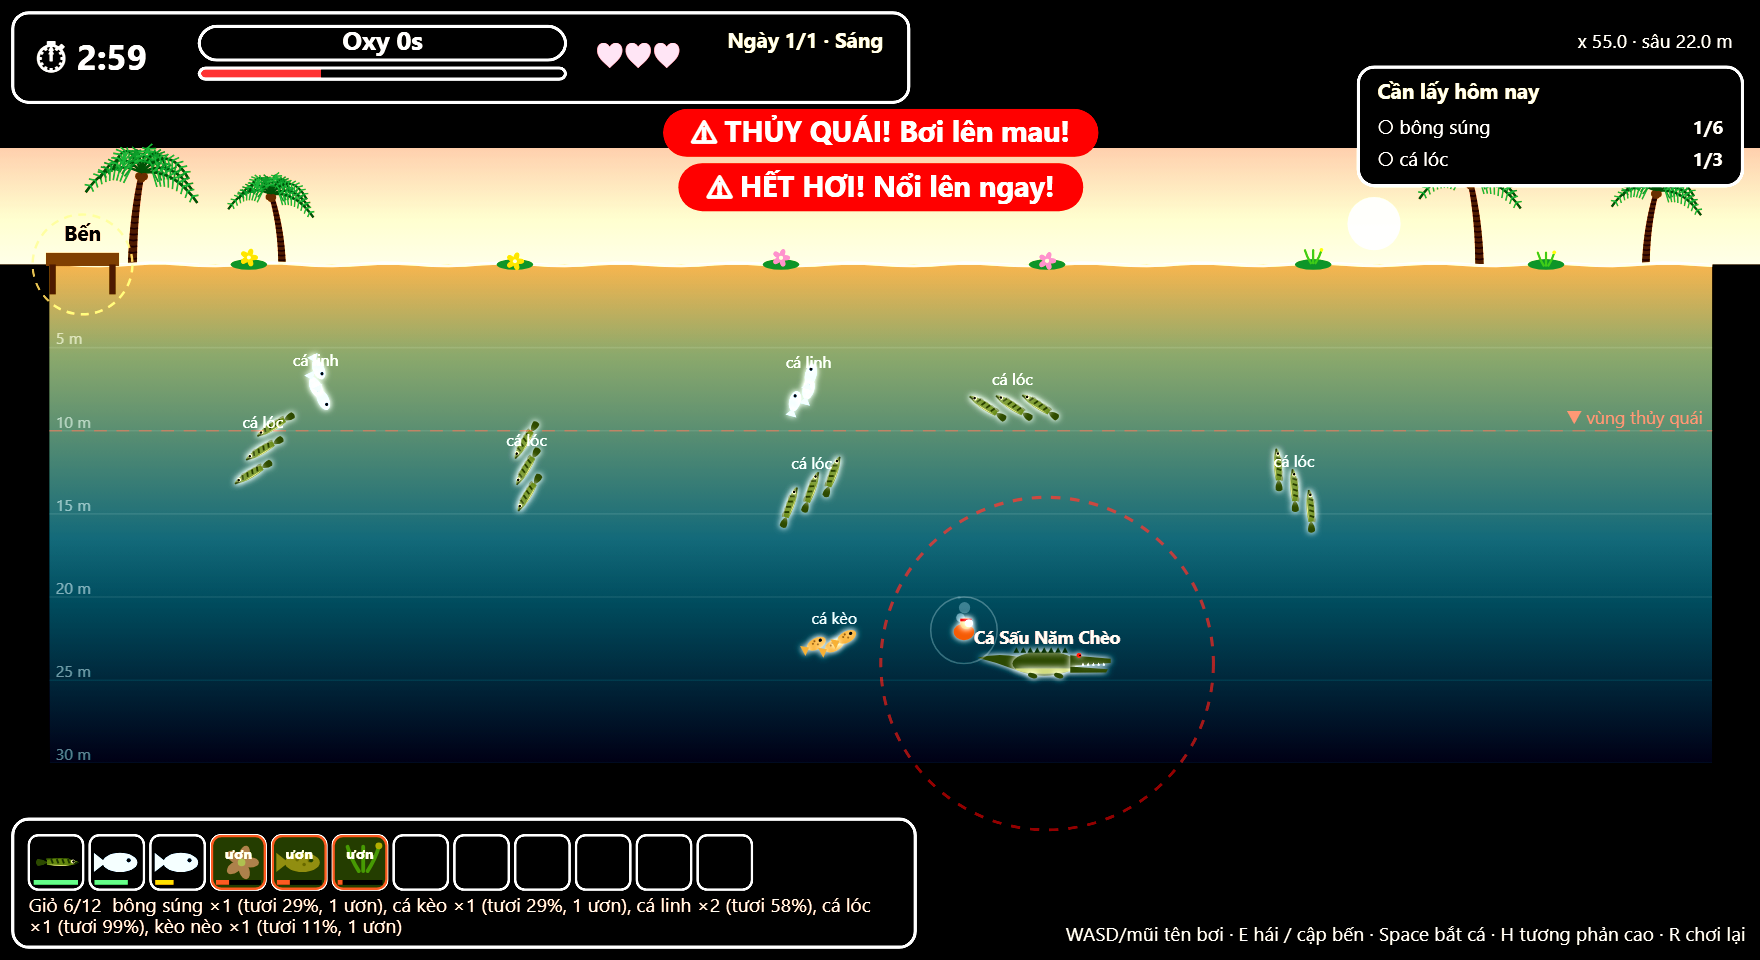 2:59
Oxy 0s
Ngày 1/1 · Sáng
x 55.0 · sâu 22.0 m
Cần lấy hôm nay
bông súng 1/6
cá lóc 1/3
⚠ THỦY QUÁI! Bơi lên mau!
⚠ HẾT HƠI! Nổi lên ngay!
Bến
5 m
cá linh
cá linh
cá lóc
10 m
cá lóc
▼ vùng thủy quái
cá lóc
cá lóc
cá lóc
15 m
20 m
cá kèo
Cá Sấu Năm Chèo
25 m
30 m
ươn
ươn
ươn
Giỏ 6/12 bông súng ×1 (tươi 29%, 1 ươn), cá kèo ×1 (tươi 29%, 1 ươn), cá linh ×2 (tươi 58%), cá lóc
×1 (tươi 99%), kèo nèo ×1 (tươi 11%, 1 ươn)
WASD/mũi tên bơi · E hái / cập bến · Space bắt cá · H tương phản cao · R chơi lại